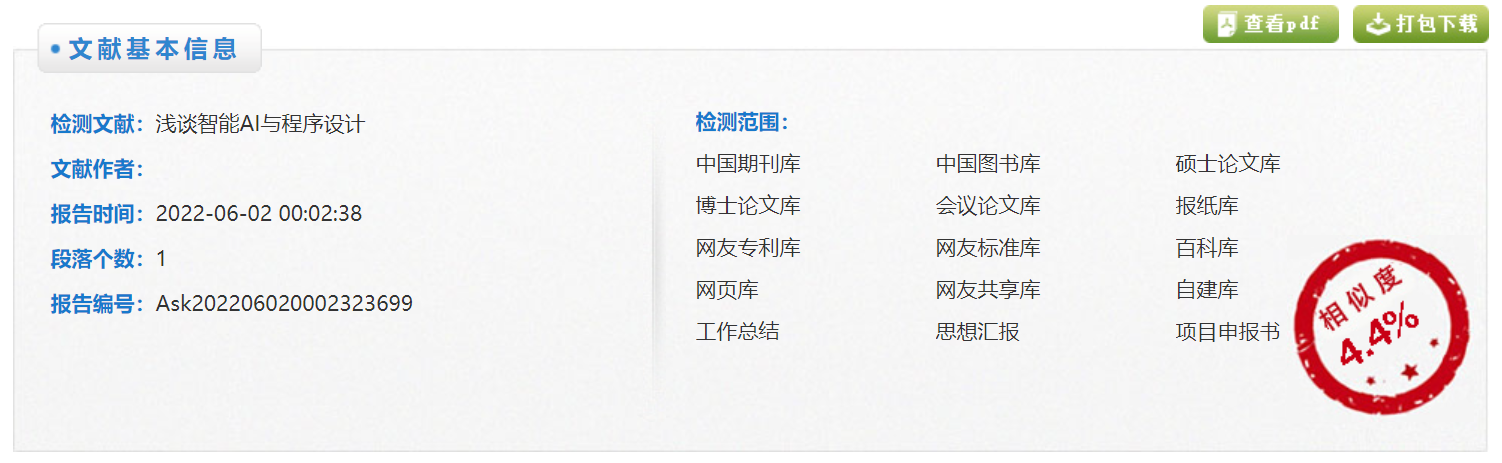 查看pdf
打包下载
文献基本信息
检测文献：浅谈智能AI与程序设计
文献作者：
报告时间：2022-06-02 00:02:38
段落个数：1
报告编号：Ask202206020002323699
检测范围：
中国期刊库 中国图书库 硕士论文库
博士论文库 会议论文库 报纸库
网友专利库 网友标准库 百科库
网页库 网友共享库 自建库
工作总结 思想汇报 项目申报书
相似度
4.4%